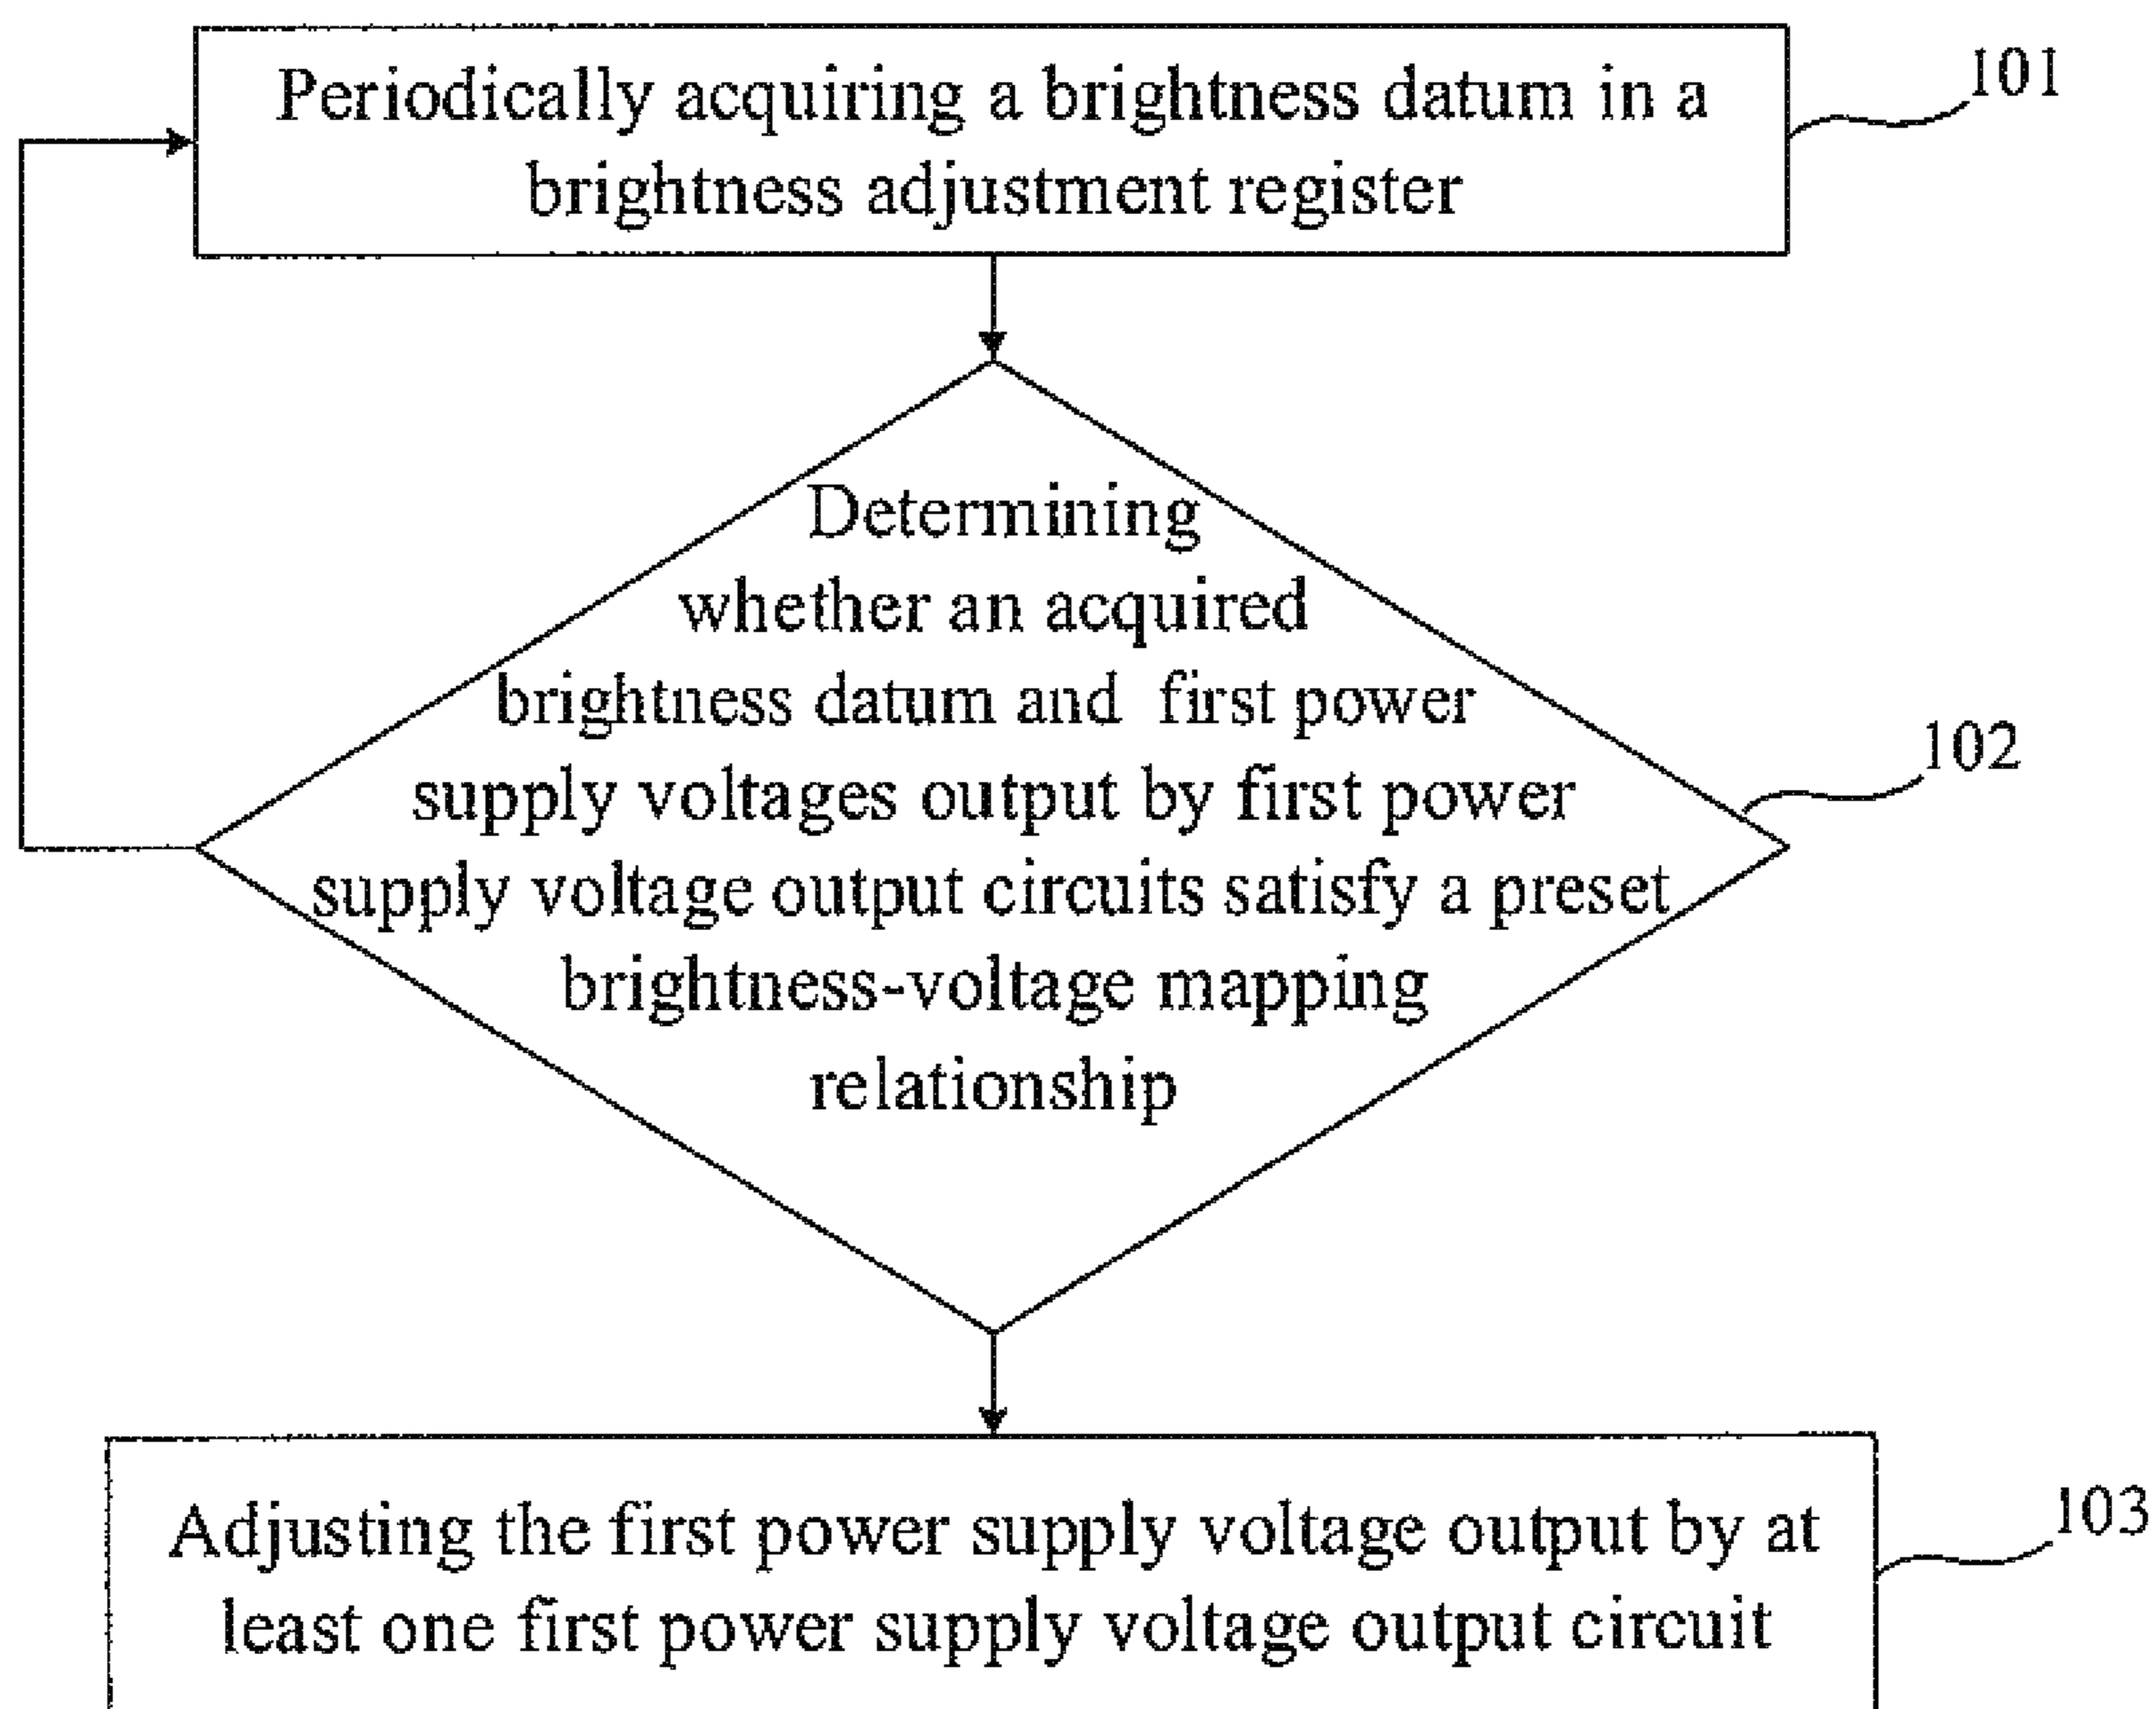 Periodically acquiring a brightness datum in a
brightness adjustment register
101
Determining
whether an acquired
brightness datum and first power
supply voltages output by first power
supply voltage output circuits satisfy a preset
brightness-voltage mapping
relationship
102
Adjusting the first power supply voltage output by at
least one first power supply voltage output circuit
103